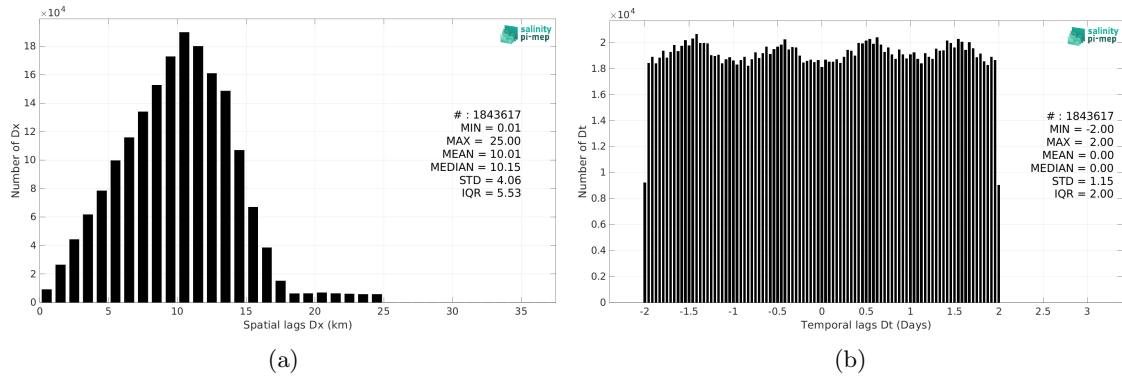 ×10⁴
18
16
14
12
10
8
6
4
2
0
Number of Dx
salinity
pi-mep
# : 1843617
MIN = 0.01
MAX = 25.00
MEAN = 10.01
MEDIAN = 10.15
STD = 4.06
IQR = 5.53
0 5 10 15 20 25 30 35
Spatial lags Dx (km)
(a)
×10⁴
2
1.8
1.6
1.4
1.2
1
0.8
0.6
0.4
0.2
0
Number of Dt
salinity
pi-mep
# : 1843617
MIN = -2.00
MAX = 2.00
MEAN = 0.00
MEDIAN = 0.00
STD = 1.15
IQR = 2.00
-2 -1.5 -1 -0.5 0 0.5 1 1.5 2 2.5 3
Temporal lags Dt (Days)
(b)